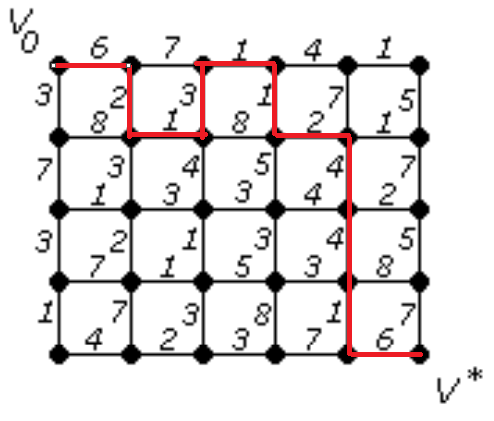 V0
6 7 1 4 1
3 2 3 1 7 5
8 1 8 2 1
7 3 4 5 4 7
1 3 3 4 2
3 2 1 3 4 5
7 1 5 3 8
1 7 3 8 1 7
4 2 3 7 6
V*